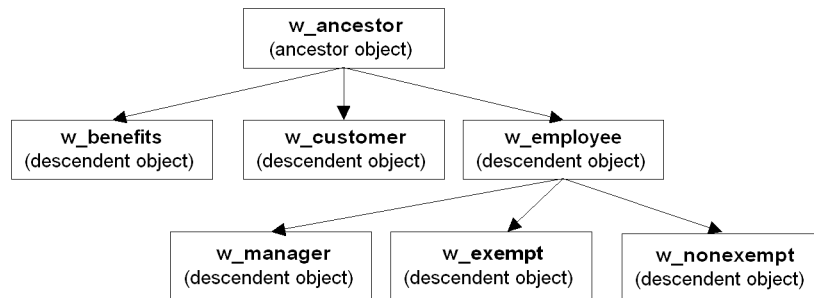 w_ancestor
(ancestor object)
w_benefits
(descendent object)
w_customer
(descendent object)
w_employee
(descendent object)
w_manager
(descendent object)
w_exempt
(descendent object)
w_nonexempt
(descendent object)